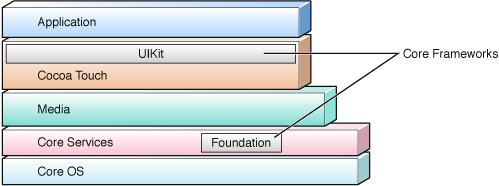 Application
UIKit
Core Frameworks
Cocoa Touch
Media
Core Services
Foundation
Core OS